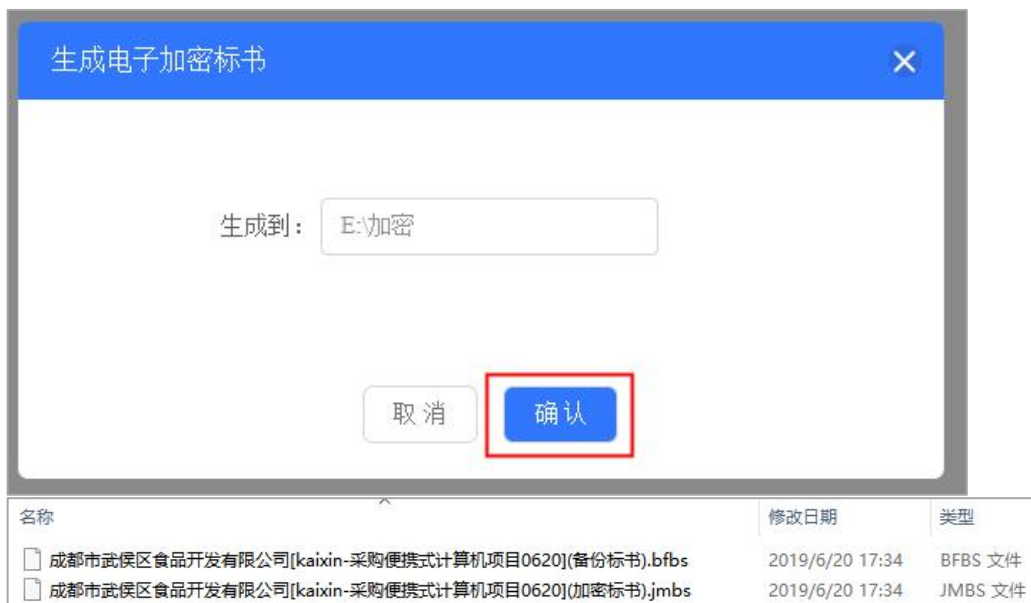 生成电子加密标书
生成到： E:\加密
取消 确认
名称 修改日期 类型
成都市武侯区食品开发有限公司[kaixin-采购便携式计算机项目0620](备份标书).bfbs 2019/6/20 17:34 BFBS 文件
成都市武侯区食品开发有限公司[kaixin-采购便携式计算机项目0620](加密标书).jmbs 2019/6/20 17:34 JMBS 文件